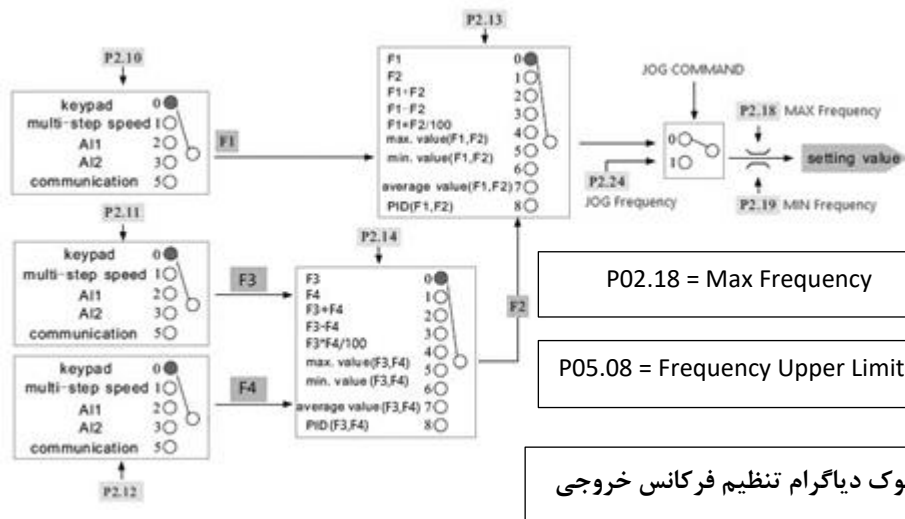 P2.10
keypad 0
multi-step speed 1
AI1 2
AI2 3
communication 5
F1
P2.11
keypad 0
multi-step speed 1
AI1 2
AI2 3
communication 5
F3
keypad 0
multi-step speed 1
AI1 2
AI2 3
communication 5
F4
P2.12
P2.14
F3 0
F4 1
F3+F4 2
F3-F4 3
F3*F4/100 4
max. value(F3,F4) 5
min. value (F3,F4) 6
average value(F3,F4) 7
PID(F3,F4) 8
F2
P2.13
F1 0
F2 1
F1+F2 2
F1-F2 3
F1*F2/100 4
max. value(F1,F2) 5
min. value(F1,F2) 6
average value(F1,F2) 7
PID(F1,F2) 8
JOG COMMAND
0
1
P2.24
JOG Frequency
P2.18 MAX Frequency
setting value
P2.19 MIN Frequency
P02.18 = Max Frequency
P05.08 = Frequency Upper Limit
دیاگرام تنظیم فرکانس خروجی